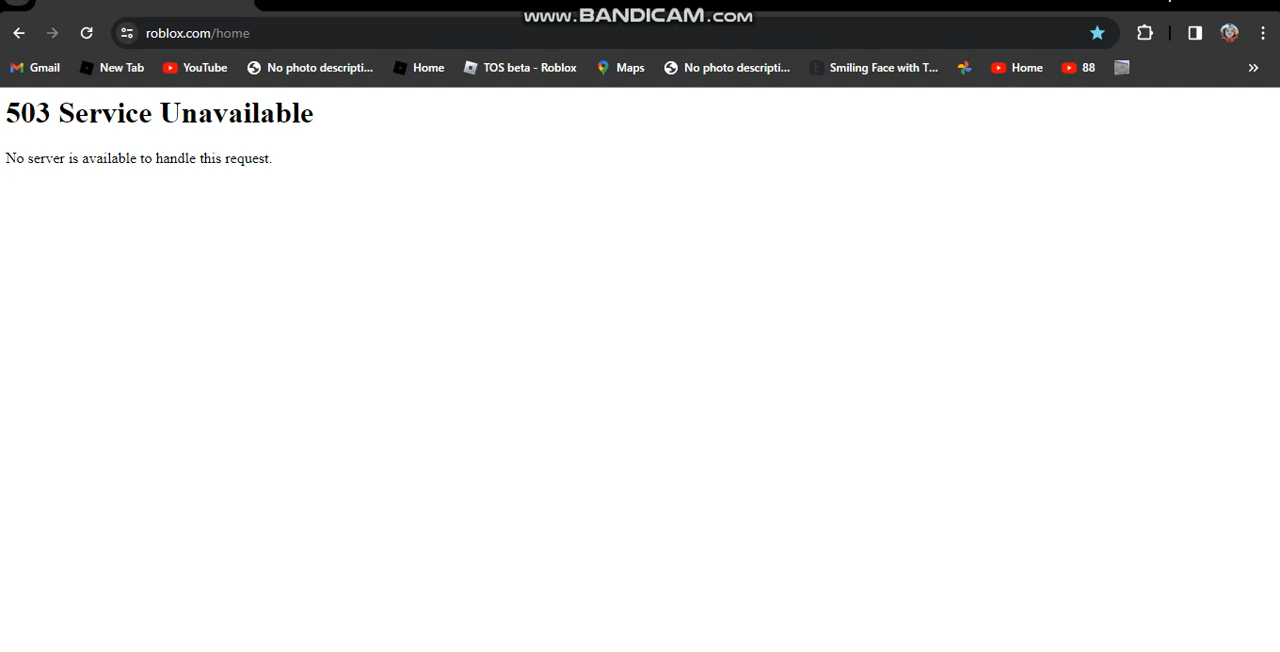 www.BANDICAM.com
roblox.com/home
Gmail New Tab YouTube No photo descripti... Home TOS beta - Roblox Maps No photo descripti... Smiling Face with T... Home 88 »
503 Service Unavailable
No server is available to handle this request.